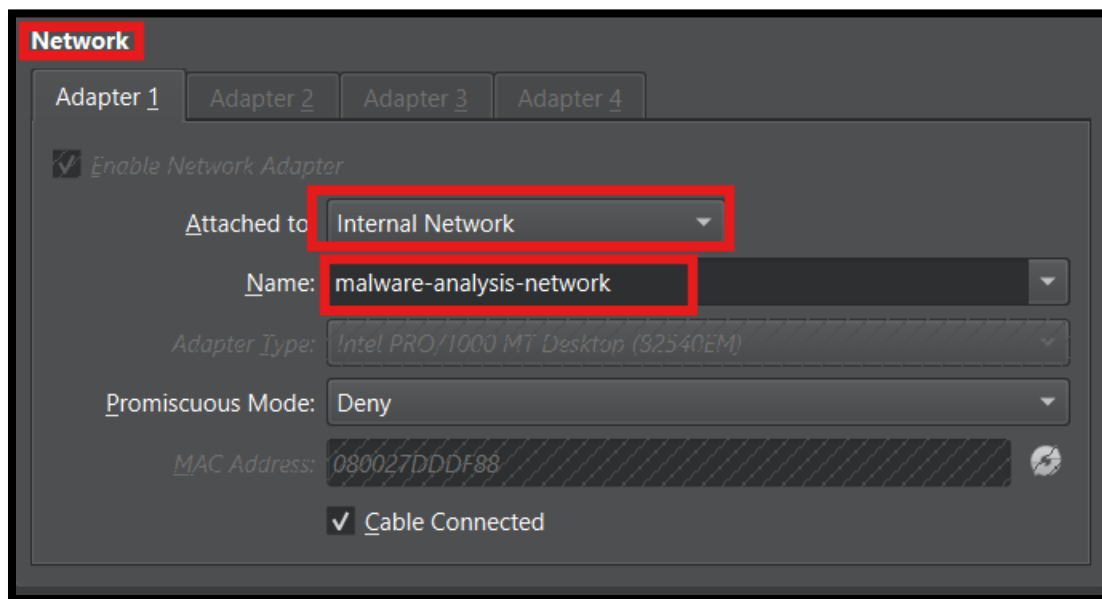 Network
Adapter 1 Adapter 2 Adapter 3 Adapter 4
Enable Network Adapter
Attached to Internal Network
Name: malware-analysis-network
Adapter Type: Intel PRO/1000 MT Desktop (82540EM)
Promiscuous Mode: Deny
MAC Address: 080027DDDF88
Cable Connected